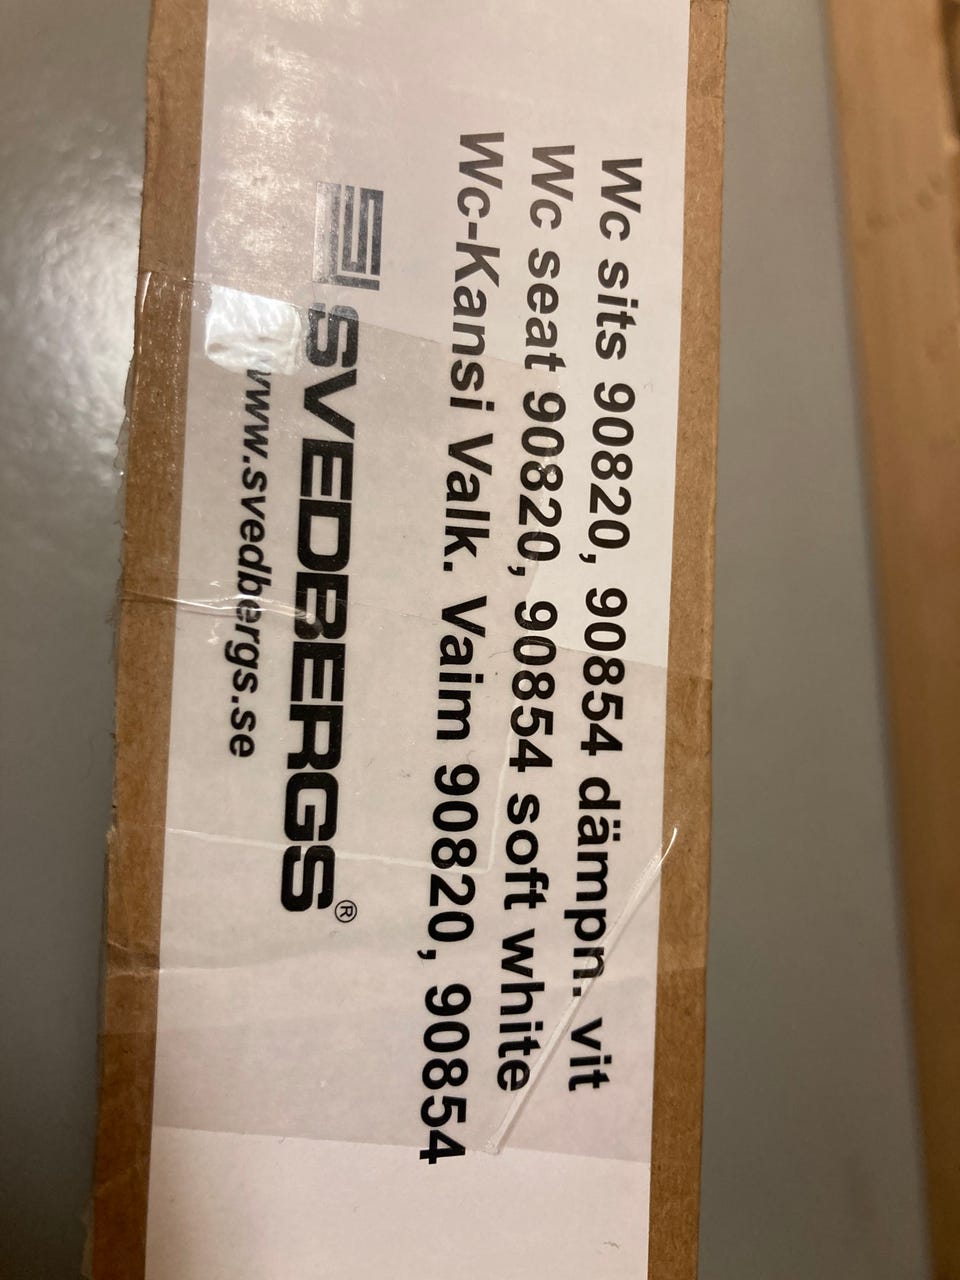 Wc sits 90820, 90854 dämpn. vit
Wc seat 90820, 90854 soft white
Wc-Kansi Valk. Vaim 90820, 90854
SVEDBERGS®
www.svedbergs.se